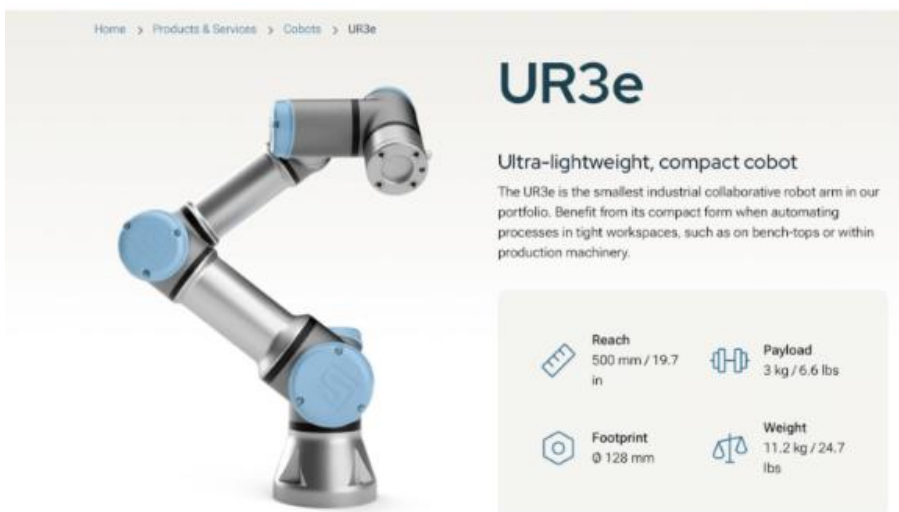 Home > Products & Services > Cobots > UR3e
UR3e
Ultra-lightweight, compact cobot
The UR3e is the smallest industrial collaborative robot arm in our
portfolio. Benefit from its compact form when automating
processes in tight workspaces, such as on bench-tops or within
production machinery.
Reach
500 mm / 19.7
in
Payload
3 kg / 6.6 lbs
Footprint
Ø 128 mm
Weight
11.2 kg / 24.7
lbs